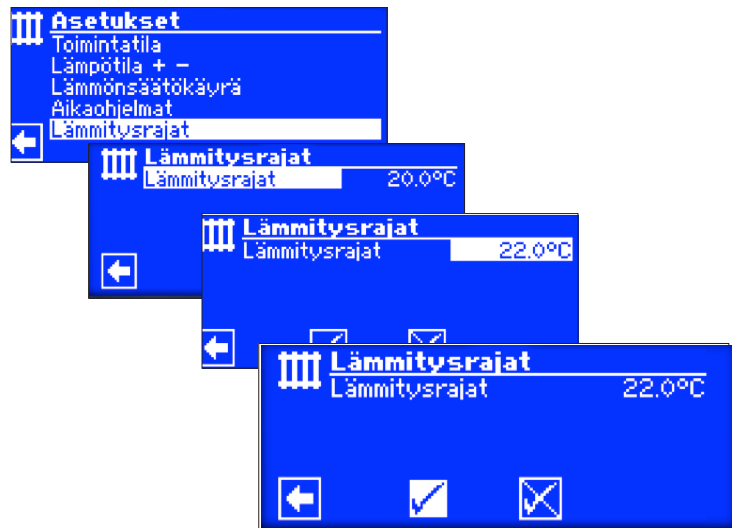 Asetukset
Toimintatila
Lämpötila + −
Lämmönsäätökäyrä
Aikaohjelmat
Lämmitysrajat
Lämmitysrajat
Lämmitysrajat 20.0°C
Lämmitysrajat
Lämmitysrajat 22.0°C
Lämmitysrajat
Lämmitysrajat 22.0°C